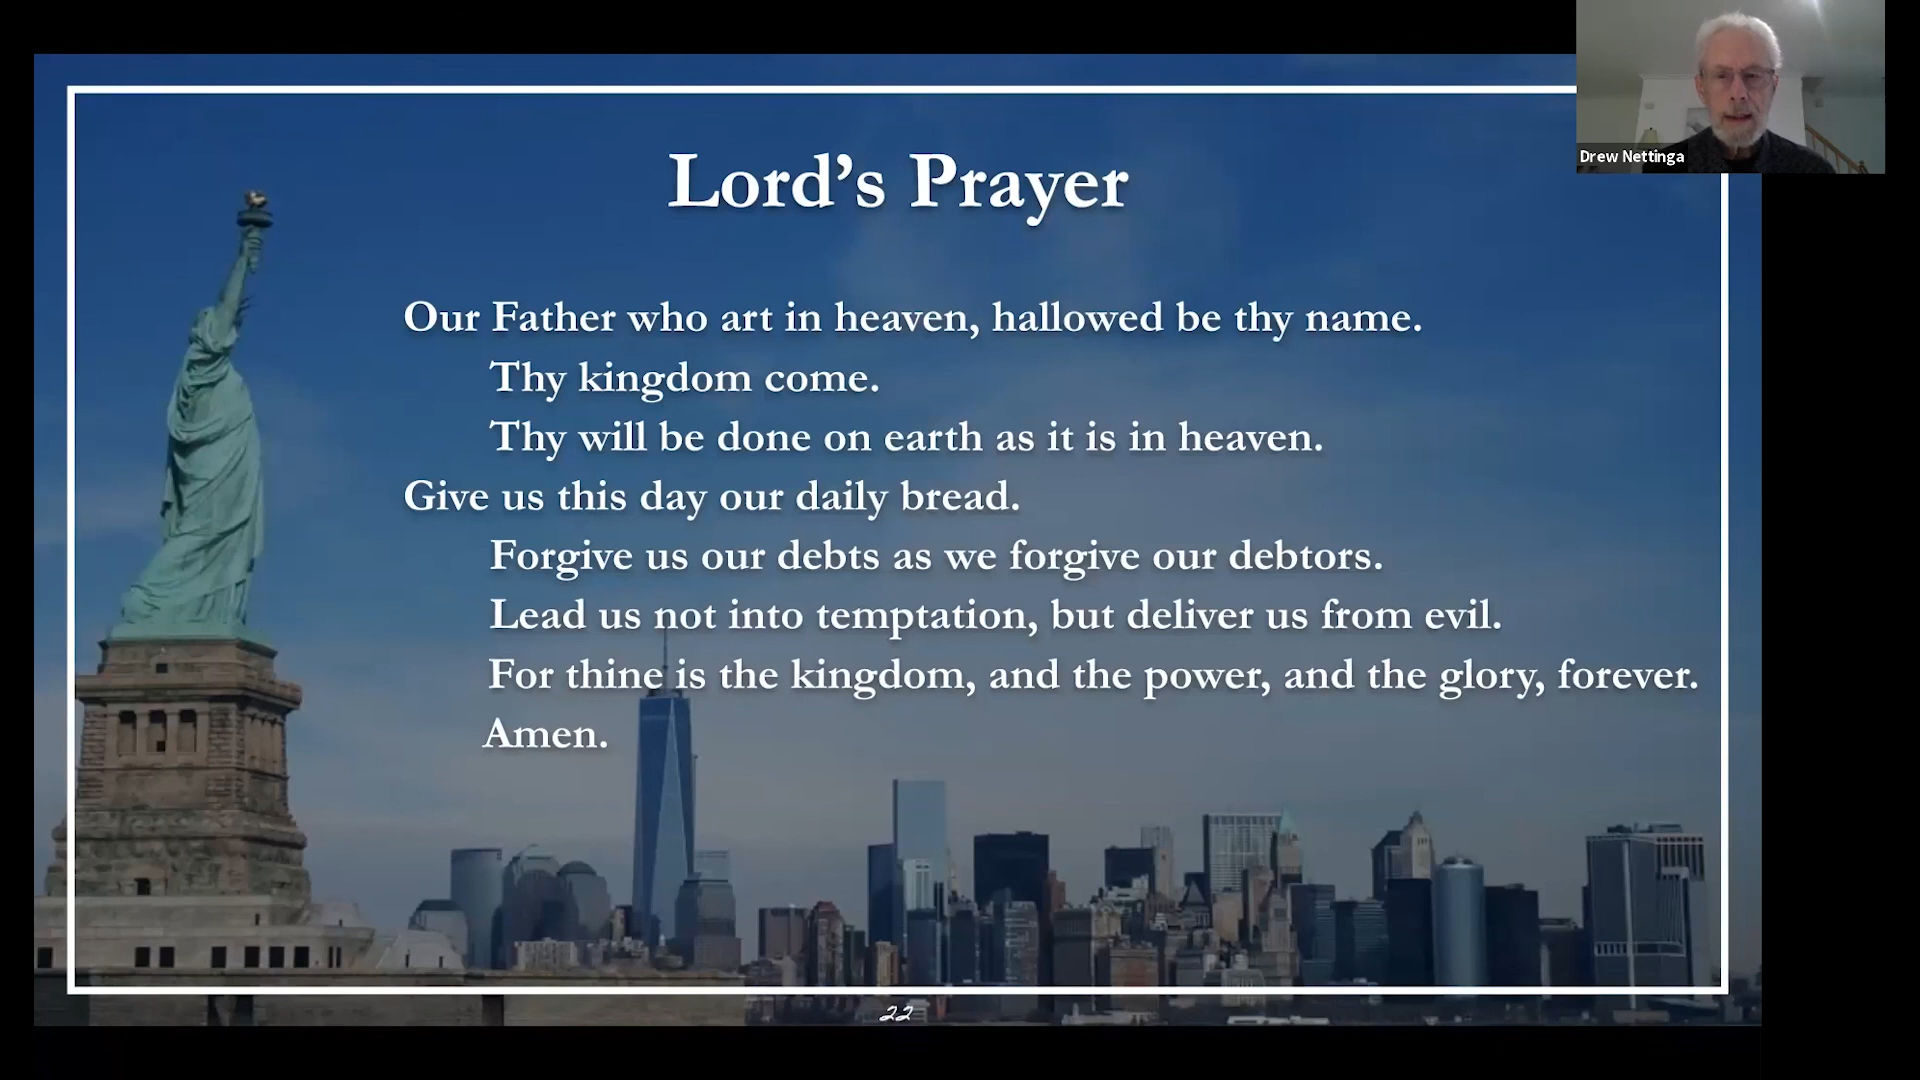 Drew Nettinga
Lord’s Prayer
Our Father who art in heaven, hallowed be thy name.
Thy kingdom come.
Thy will be done on earth as it is in heaven.
Give us this day our daily bread.
Forgive us our debts as we forgive our debtors.
Lead us not into temptation, but deliver us from evil.
For thine is the kingdom, and the power, and the glory, forever.
Amen.
22